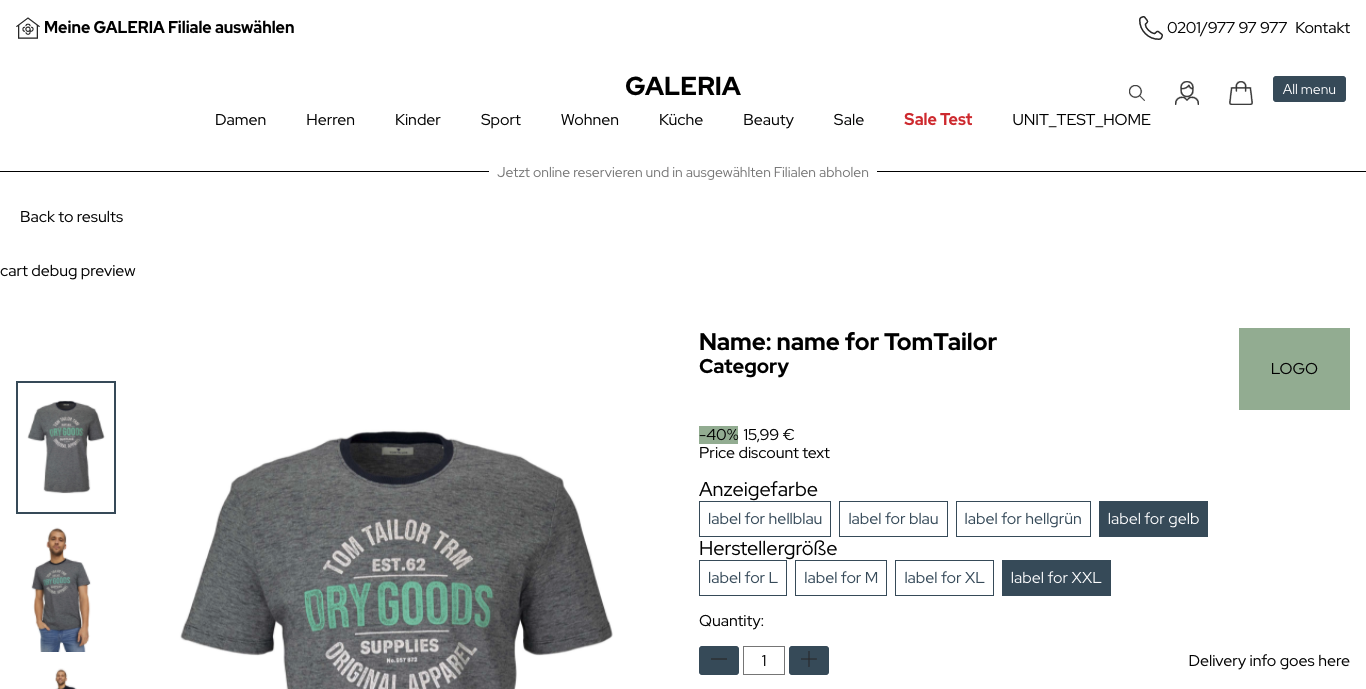 Meine GALERIA Filiale auswählen
0201/977 97 977 Kontakt
GALERIA
All menu
Damen Herren Kinder Sport Wohnen Küche Beauty Sale Sale Test UNIT_TEST_HOME
Jetzt online reservieren und in ausgewählten Filialen abholen
Back to results
cart debug preview
Name: name for TomTailor
Category
LOGO
-40% 15,99 €
Price discount text
Anzeigefarbe
label for hellblau label for blau label for hellgrün label for gelb
Herstellergröße
label for L label for M label for XL label for XXL
Quantity:
1
Delivery info goes here
TOM TAILOR TRM
EST.62
DRY GOODS
SUPPLIES
No.257 973
ORIGINAL APPAREL